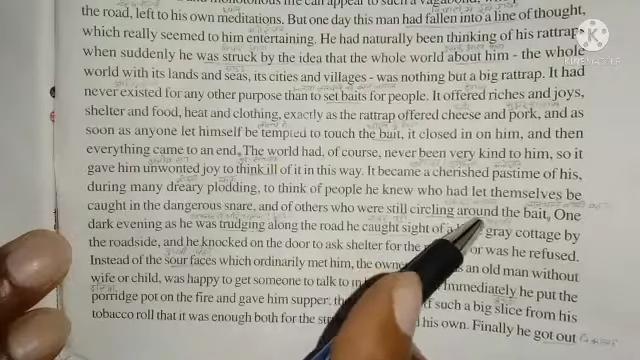 and monotonous life can appear to such a vagabond,
the road, left to his own meditations. But one day this man had fallen into a line of thought,
which really seemed to him entertaining. He had naturally been thinking of his rattrap
when suddenly he was struck by the idea that the whole world about him - the whole
world with its lands and seas, its cities and villages - was nothing but a big rattrap. It had
never existed for any other purpose than to set baits for people. It offered riches and joys,
shelter and food, heat and clothing, exactly as the rattrap offered cheese and pork, and as
soon as anyone let himself be tempted to touch the bait, it closed in on him, and then
everything came to an end. The world had, of course, never been very kind to him, so it
gave him unwonted joy to think ill of it in this way. It became a cherished pastime of his,
during many dreary plodding, to think of people he knew who had let themselves be
caught in the dangerous snare, and of others who were still circling around the bait, One
dark evening as he was trudging along the road he caught sight of a gray cottage by
the roadside, and he knocked on the door to ask shelter for the or was he refused.
Instead of the sour faces which ordinarily met him, the owner an old man without
wife or child, was happy to get someone to talk to in Immediately he put the
porridge pot on the fire and gave him supper, the such a big slice from his
tobacco roll that it was enough both for the his own. Finally he got out
KINEMASTER